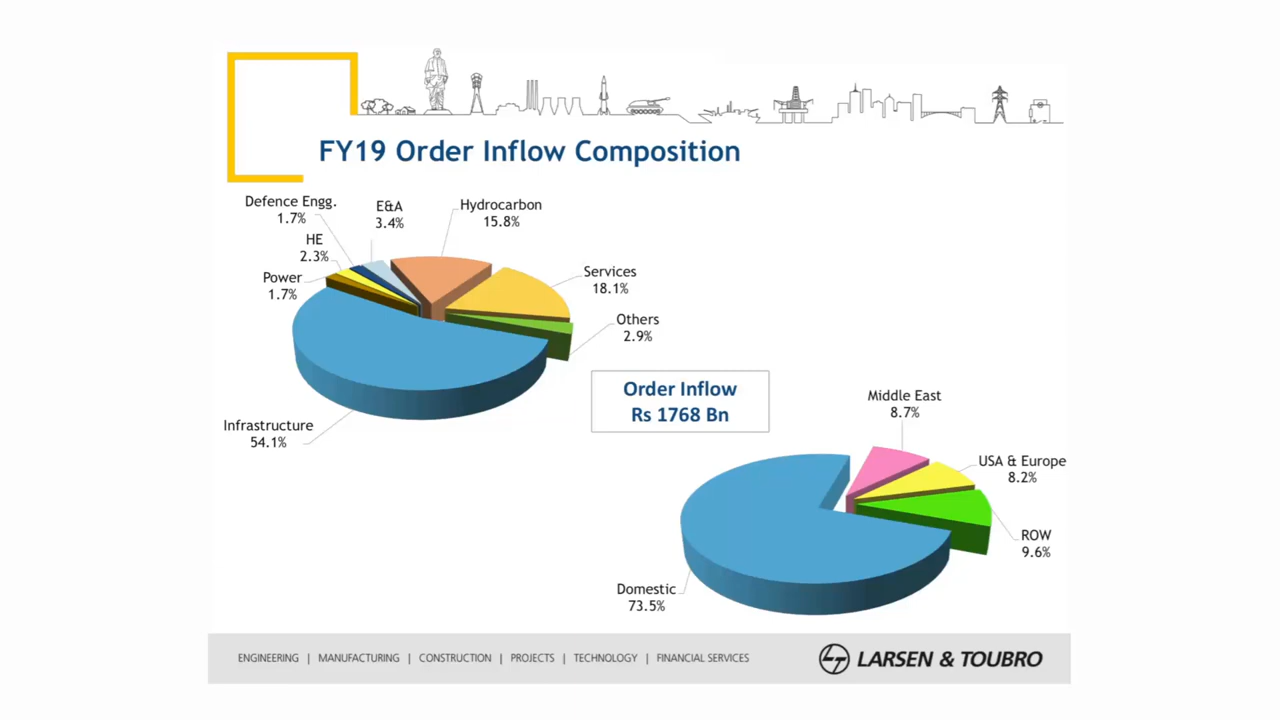 FY19 Order Inflow Composition
Defence Engg.
1.7%
E&A
3.4%
Hydrocarbon
15.8%
HE
2.3%
Power
1.7%
Services
18.1%
Others
2.9%
Infrastructure
54.1%
Order Inflow
Rs 1768 Bn
Middle East
8.7%
USA & Europe
8.2%
ROW
9.6%
Domestic
73.5%
ENGINEERING | MANUFACTURING | CONSTRUCTION | PROJECTS | TECHNOLOGY | FINANCIAL SERVICES
LARSEN & TOUBRO